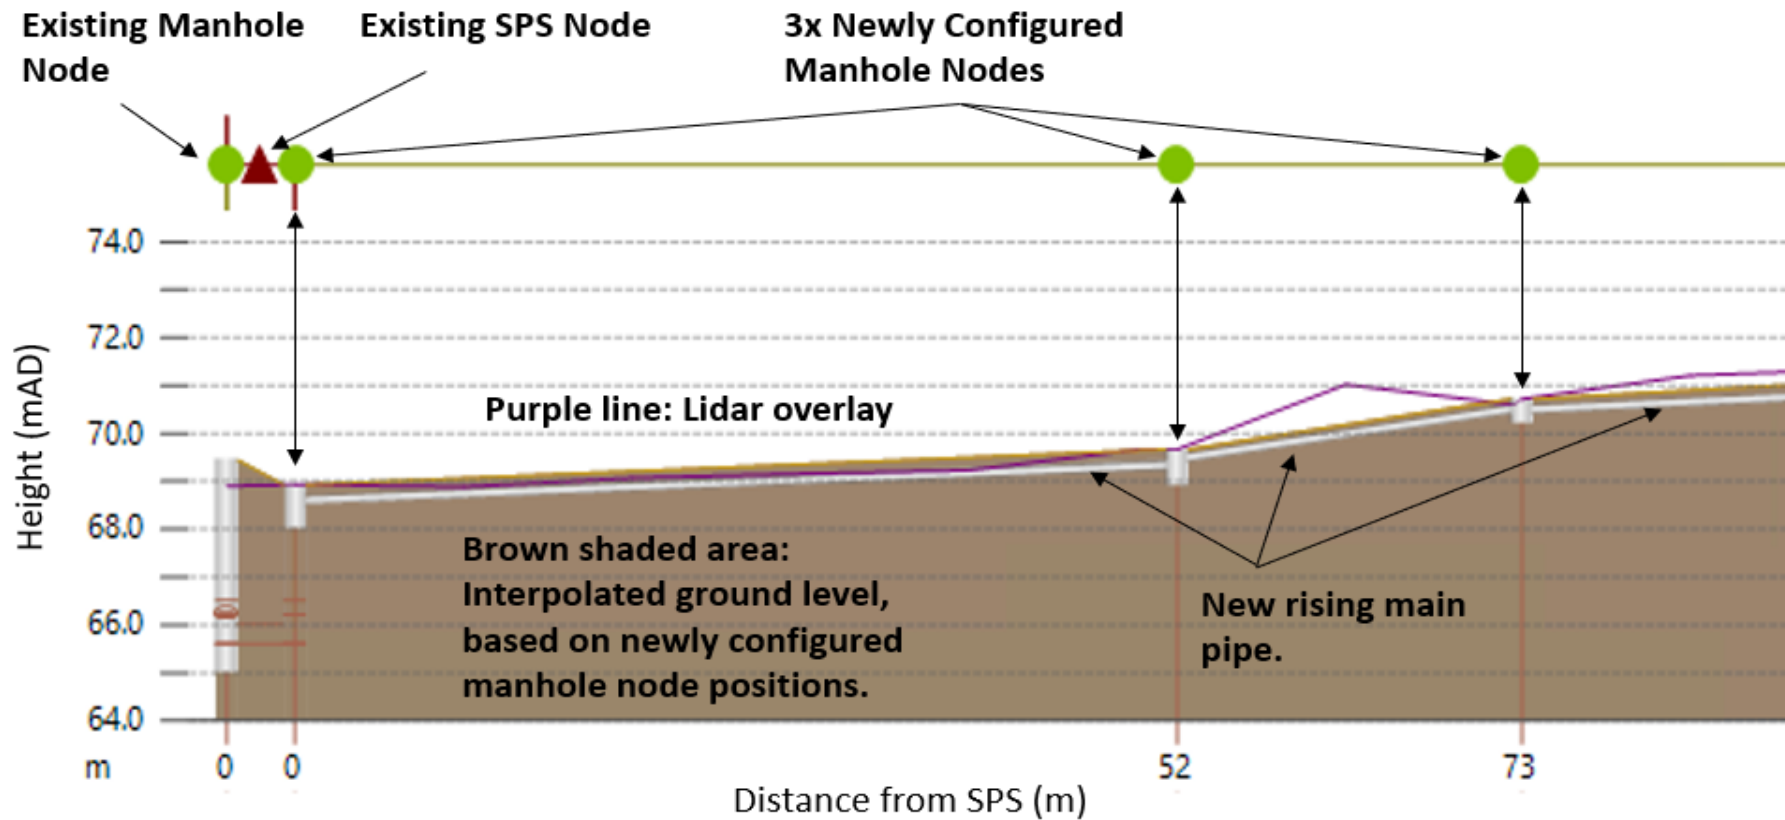 Existing Manhole
Node
Existing SPS Node
3x Newly Configured
Manhole Nodes
74.0
72.0
70.0
68.0
66.0
64.0
Height (mAD)
Purple line: Lidar overlay
Brown shaded area:
Interpolated ground level,
based on newly configured
manhole node positions.
New rising main
pipe.
m
0
0
52
73
Distance from SPS (m)